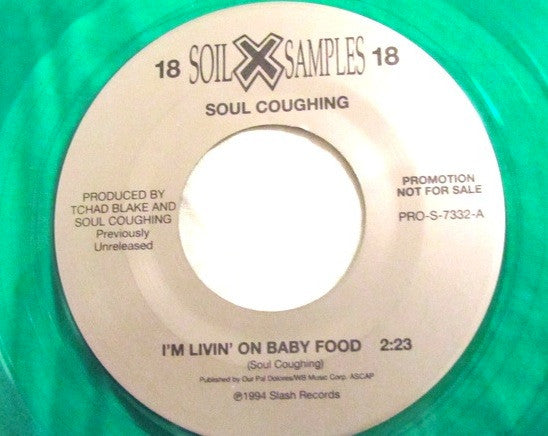 18 SOIL X SAMPLES 18
SOUL COUGHING
PRODUCED BY
TCHAD BLAKE AND
SOUL COUGHING
Previously
Unreleased
PROMOTION
NOT FOR SALE
PRO-S-7332-A
I'M LIVIN' ON BABY FOOD 2:23
(Soul Coughing)
Published by Our Pal Dolores/WB Music Corp. ASCAP
℗1994 Slash Records